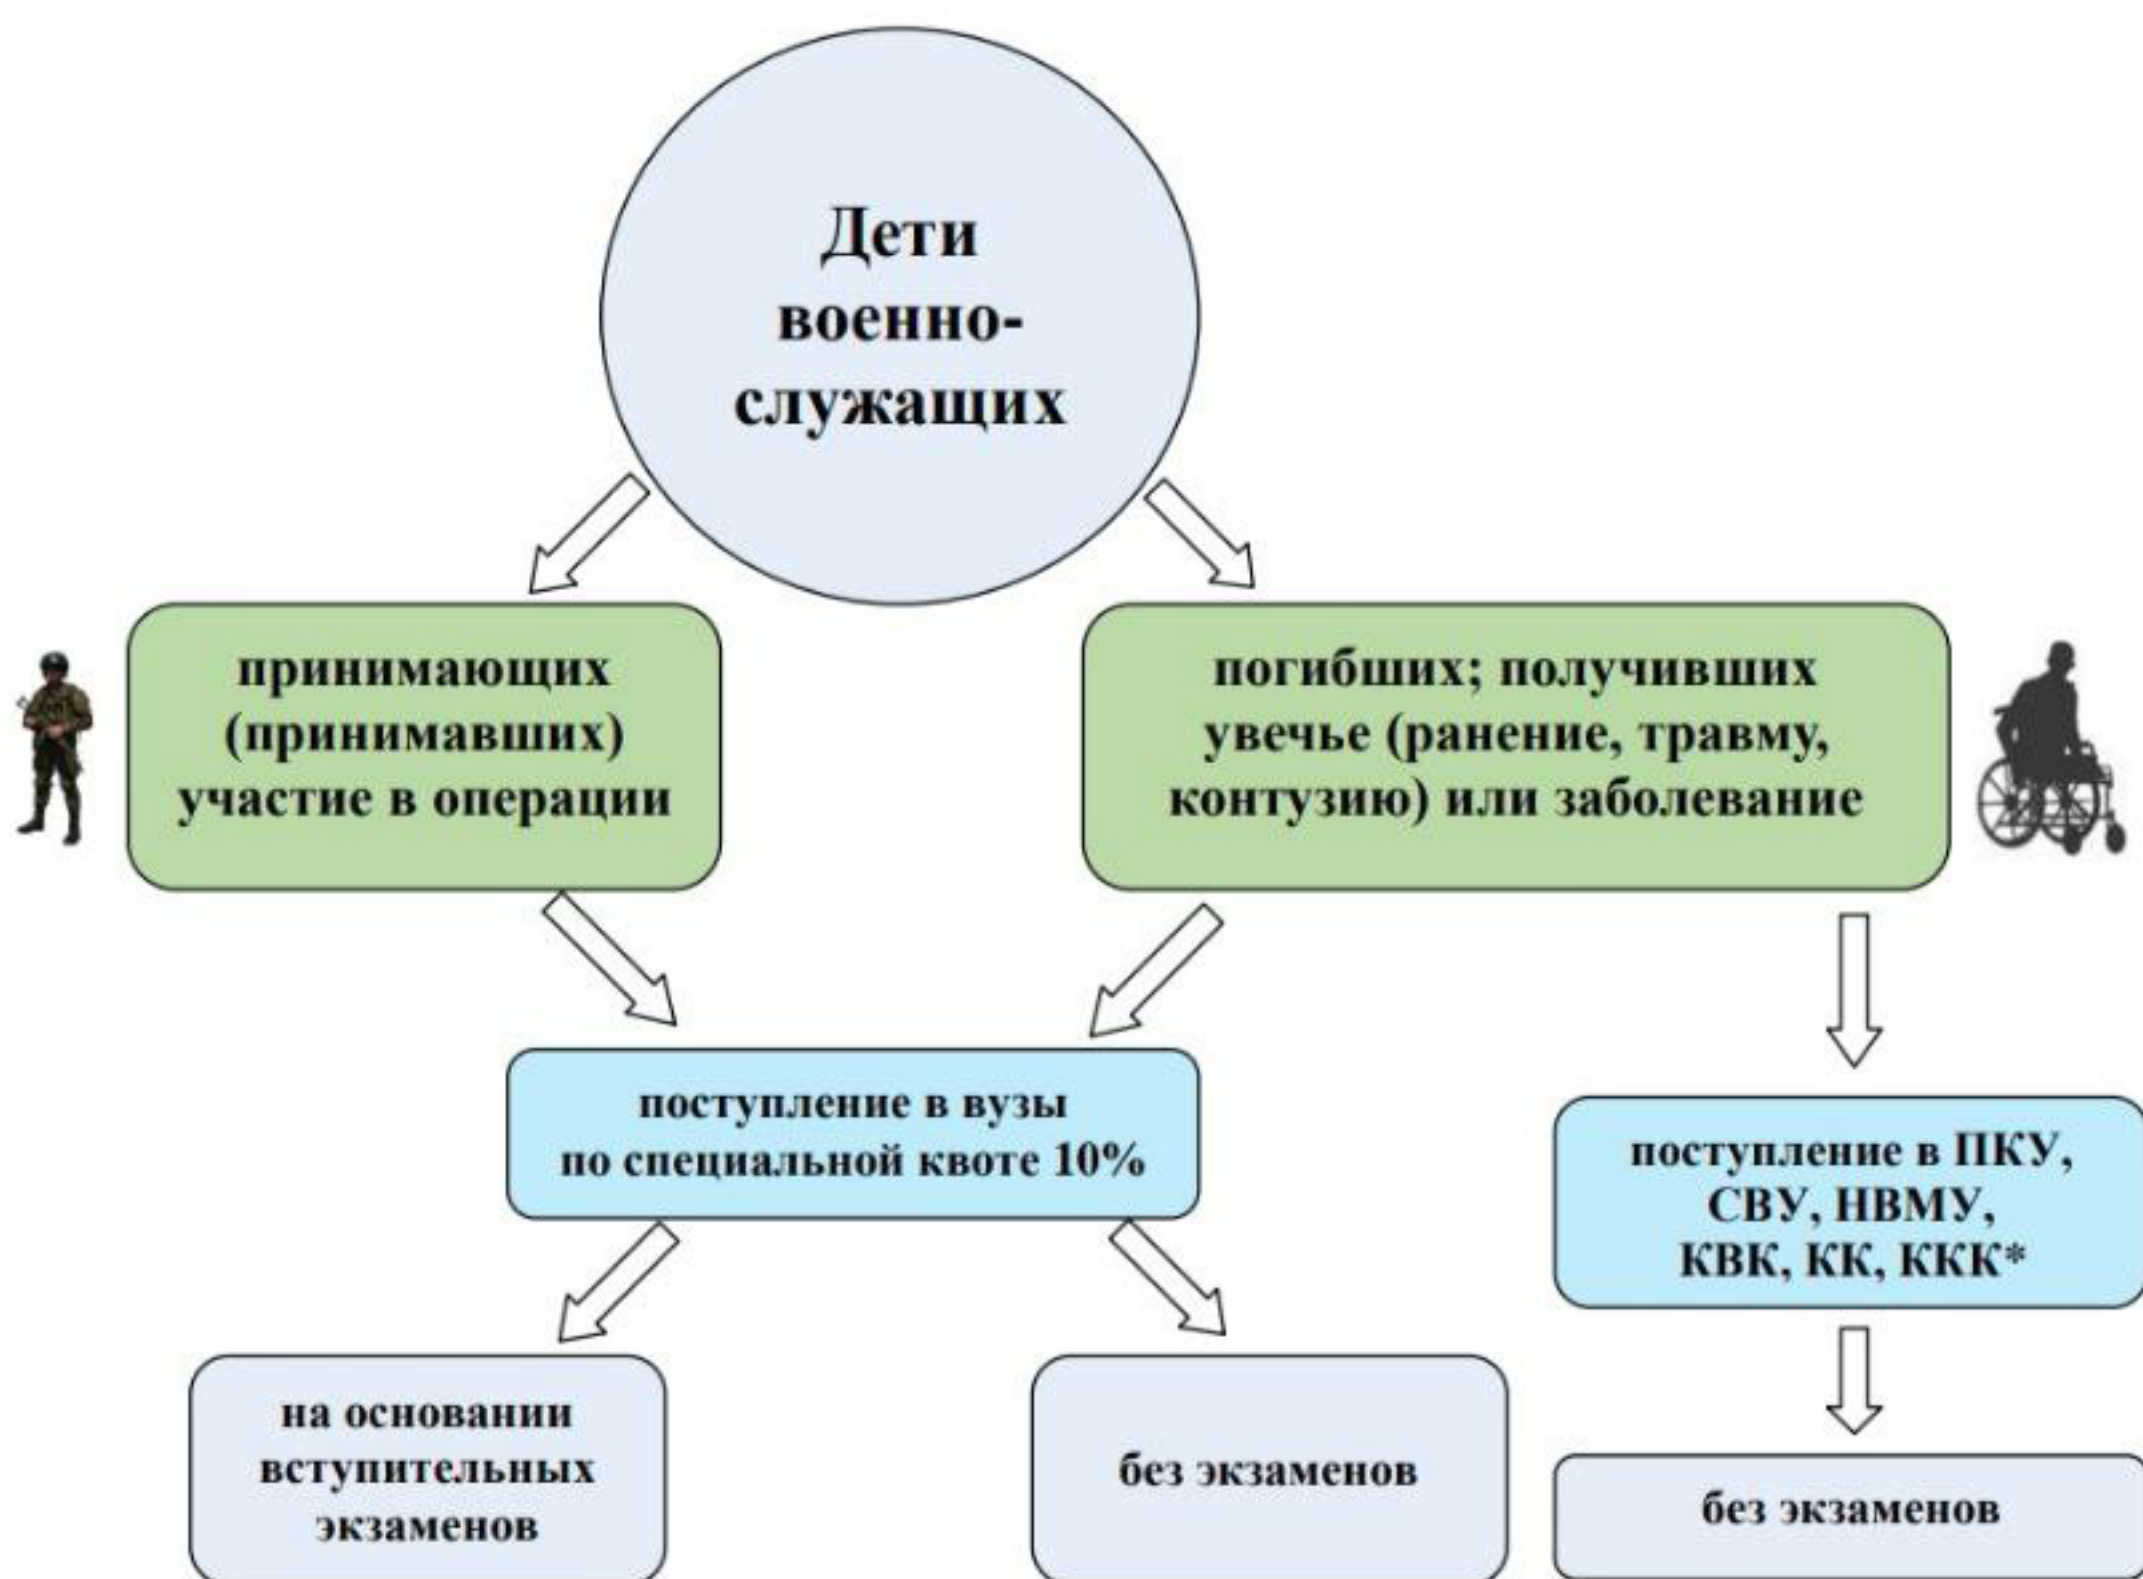 Дети
военно-
служащих
принимающих
(принимавших)
участие в операции
погибших; получивших
увечье (ранение, травму,
контузию) или заболевание
поступление в вузы
по специальной квоте 10%
поступление в ПКУ,
СВУ, НВМУ,
КВК, КК, ККК*
на основании
вступительных
экзаменов
без экзаменов
без экзаменов